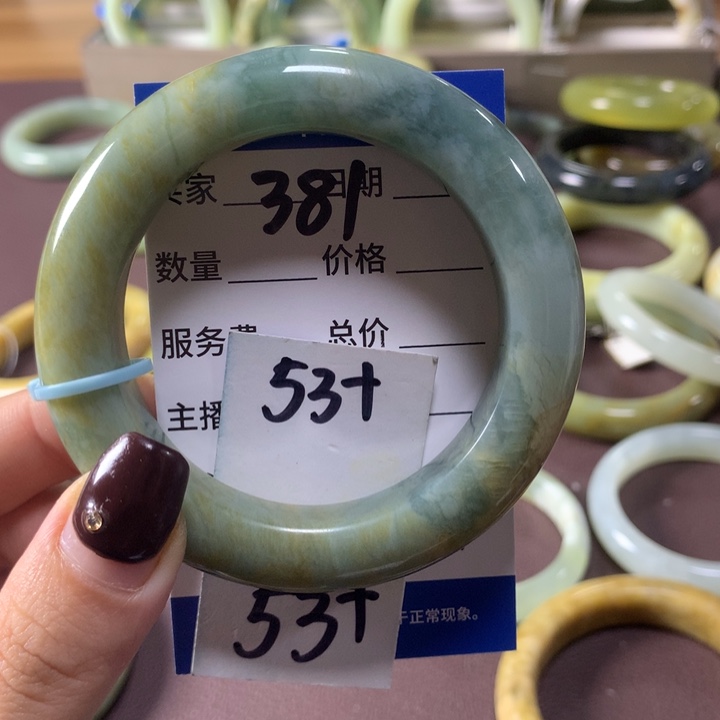 家 381 日期
数量 价格
服务费 总价
53+
主播
53+
正常现象。